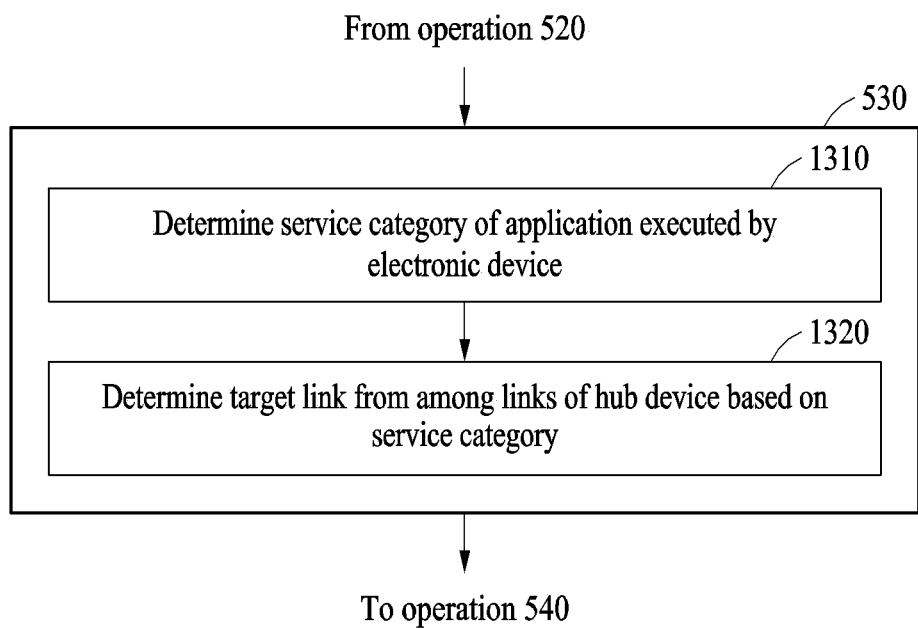 From operation 520
530
1310
Determine service category of application executed by
electronic device
1320
Determine target link from among links of hub device based on
service category
To operation 540